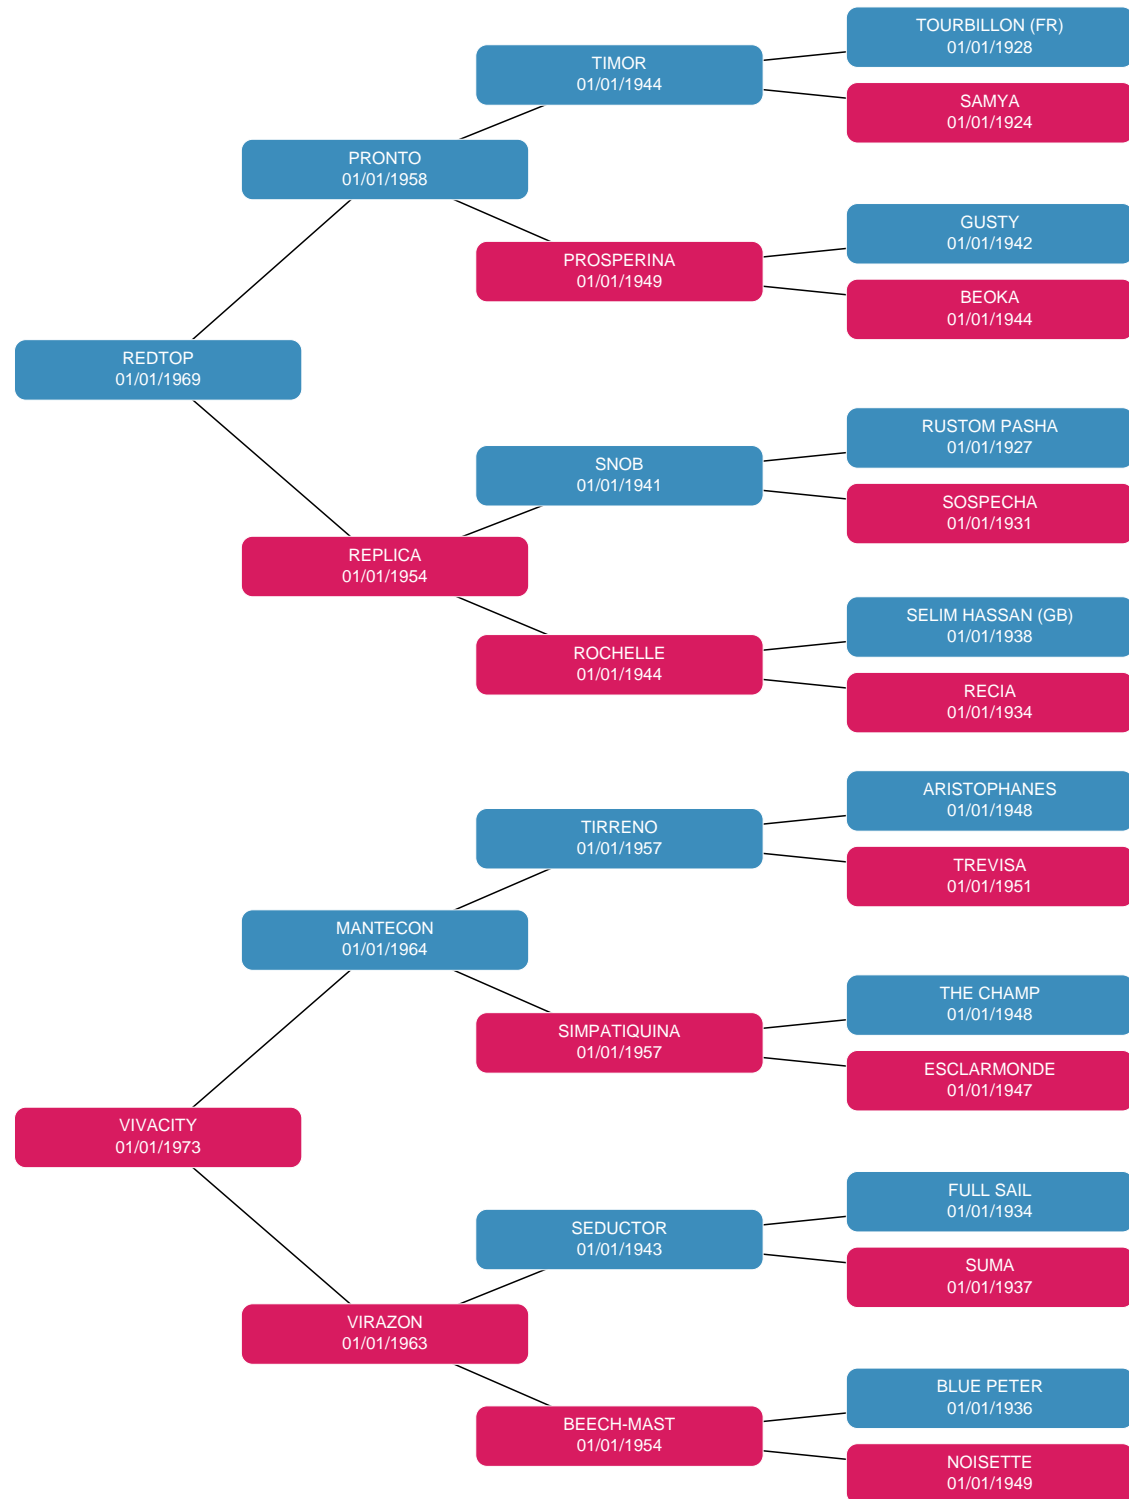 TOURBILLON (FR)
01/01/1928
TIMOR
01/01/1944
SAMYA
01/01/1924
PRONTO
01/01/1958
GUSTY
01/01/1942
PROSPERINA
01/01/1949
BEOKA
01/01/1944
REDTOP
01/01/1969
RUSTOM PASHA
01/01/1927
SNOB
01/01/1941
SOSPECHA
01/01/1931
REPLICA
01/01/1954
SELIM HASSAN (GB)
01/01/1938
ROCHELLE
01/01/1944
RECIA
01/01/1934
ARISTOPHANES
01/01/1948
TIRRENO
01/01/1957
TREVISA
01/01/1951
MANTECON
01/01/1964
THE CHAMP
01/01/1948
SIMPATIQUINA
01/01/1957
ESCLARMONDE
01/01/1947
VIVACITY
01/01/1973
FULL SAIL
01/01/1934
SEDUCTOR
01/01/1943
SUMA
01/01/1937
VIRAZON
01/01/1963
BLUE PETER
01/01/1936
BEECH-MAST
01/01/1954
NOISETTE
01/01/1949